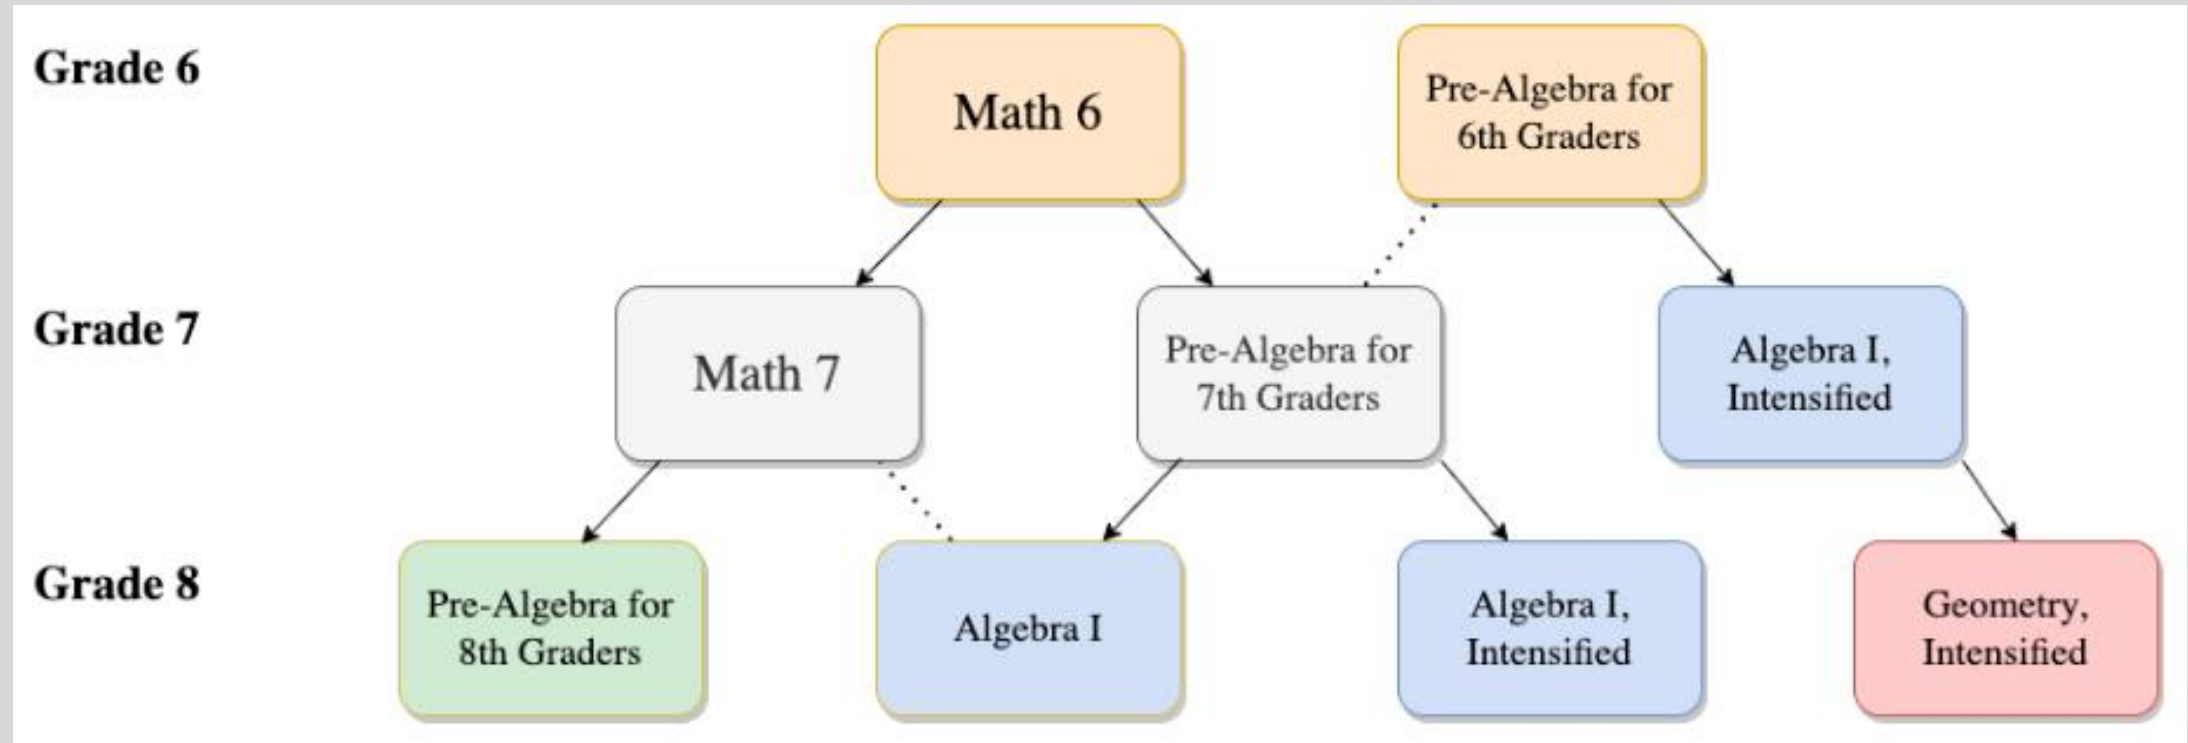 Grade 6
Math 6
Pre-Algebra for
6th Graders
Grade 7
Math 7
Pre-Algebra for
7th Graders
Algebra I,
Intensified
Grade 8
Pre-Algebra for
8th Graders
Algebra I
Algebra I,
Intensified
Geometry,
Intensified